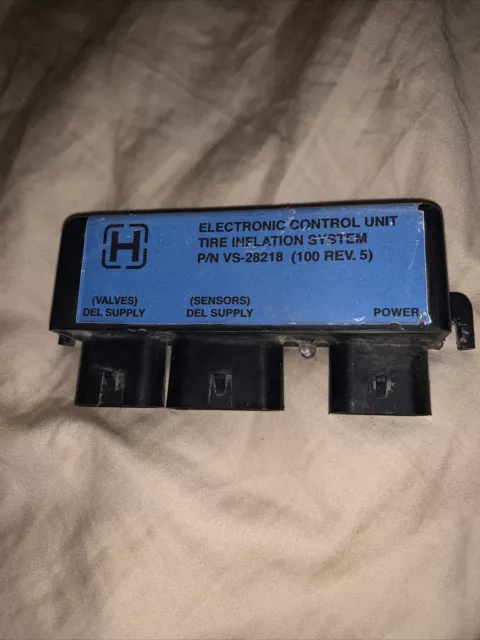 H
ELECTRONIC CONTROL UNIT
TIRE INFLATION SYSTEM
P/N VS-28218 (100 REV. 5)
(VALVES) (SENSORS)
DEL SUPPLY DEL SUPPLY POWER